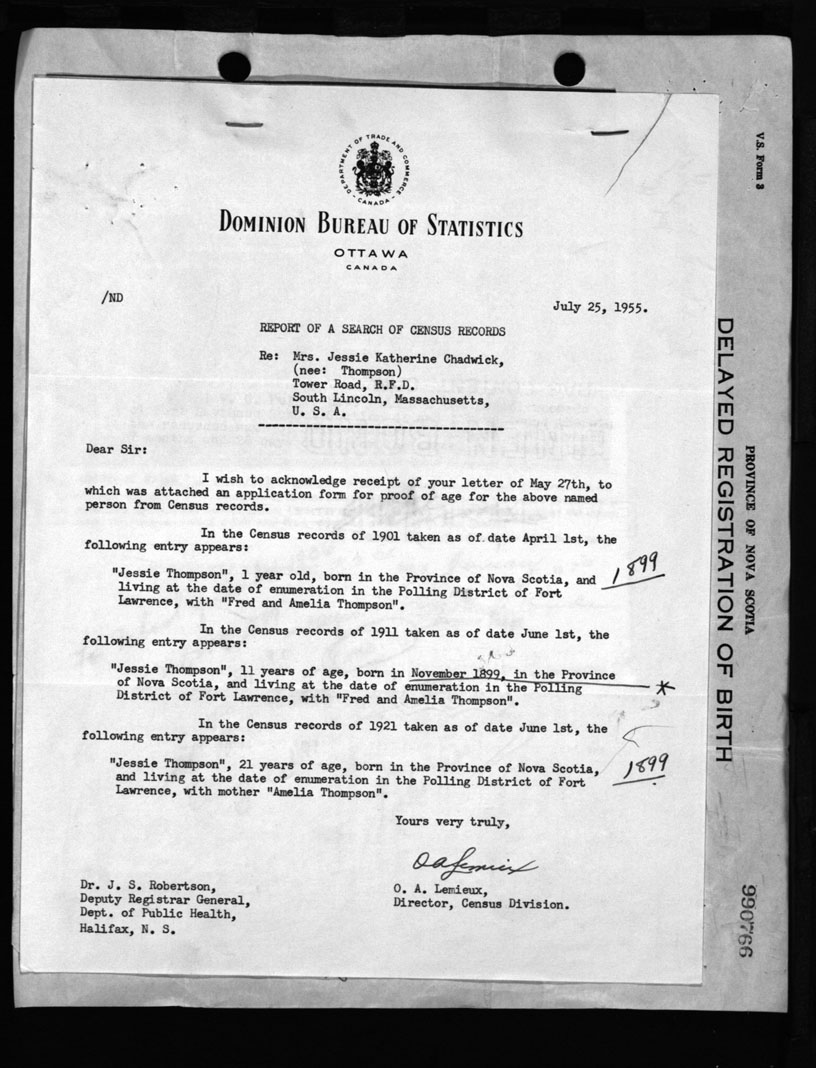 DEPARTMENT OF TRADE AND COMMERCE
CANADA
DOMINION BUREAU OF STATISTICS
OTTAWA
CANADA
/ND
July 25, 1955.
REPORT OF A SEARCH OF CENSUS RECORDS
Re: Mrs. Jessie Katherine Chadwick,
(nee: Thompson)
Tower Road, R.F.D.
South Lincoln, Massachusetts,
U. S. A.
Dear Sir:
I wish to acknowledge receipt of your letter of May 27th, to
which was attached an application form for proof of age for the above named
person from Census records.
In the Census records of 1901 taken as of date April 1st, the
following entry appears:
"Jessie Thompson", 1 year old, born in the Province of Nova Scotia, and
living at the date of enumeration in the Polling District of Fort
Lawrence, with "Fred and Amelia Thompson".
1899
In the Census records of 1911 taken as of date June 1st, the
following entry appears:
"Jessie Thompson", 11 years of age, born in November 1899, in the Province
of Nova Scotia, and living at the date of enumeration in the Polling
District of Fort Lawrence, with "Fred and Amelia Thompson".
*
In the Census records of 1921 taken as of date June 1st, the
following entry appears:
"Jessie Thompson", 21 years of age, born in the Province of Nova Scotia,
and living at the date of enumeration in the Polling District of Fort
Lawrence, with mother "Amelia Thompson".
1899
Yours very truly,
O A Lemieux
O. A. Lemieux,
Director, Census Division.
Dr. J. S. Robertson,
Deputy Registrar General,
Dept. of Public Health,
Halifax, N. S.
V.S. Form 3
PROVINCE OF NOVA SCOTIA
DELAYED REGISTRATION OF BIRTH
990766